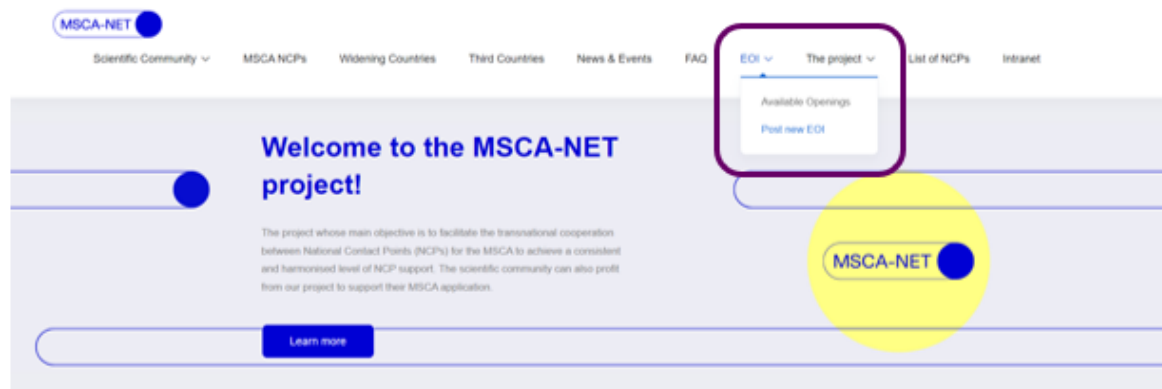 MSCA-NET
Scientific Community MSCA NCPs Widening Countries Third Countries News & Events FAQ EOI The project List of NCPs Intranet
Available Openings
Post new EOI
Welcome to the MSCA-NET
project!
The project whose main objective is to facilitate the transnational cooperation
between National Contact Points (NCPs) for the MSCA to achieve a consistent
and harmonised level of NCP support. The scientific community can also profit
from our project to support their MSCA application.
MSCA-NET
Learn more